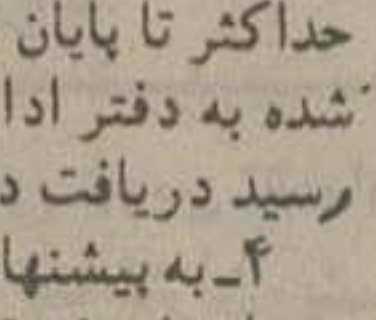 حداکثر تا پایان
شده به دفتر ادا
رسید دریافت د
۴ـ به پیشنها